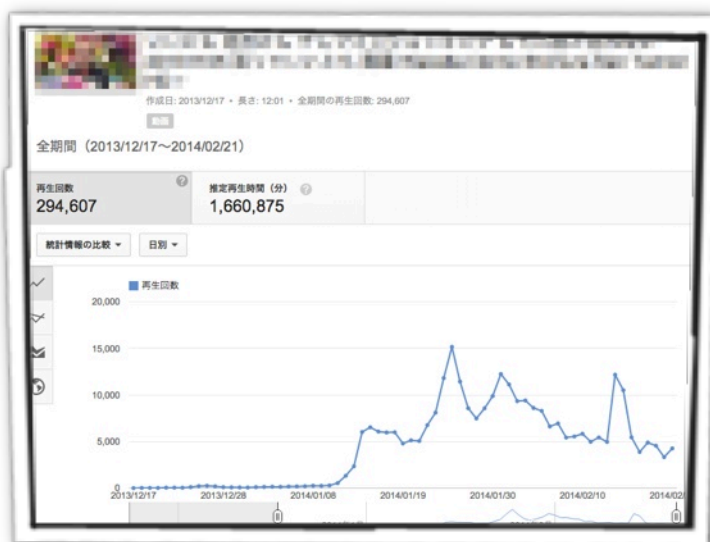 作成日: 2013/12/17 • 長さ: 12:01 • 全期間の再生回数: 294,607
動画
全期間（2013/12/17〜2014/02/21）
再生回数
294,607
推定再生時間（分）
1,660,875
統計情報の比較
日別
再生回数
20,000
15,000
10,000
5,000
0
2013/12/17 2013/12/28 2014/01/08 2014/01/19 2014/01/30 2014/02/10 2014/02/